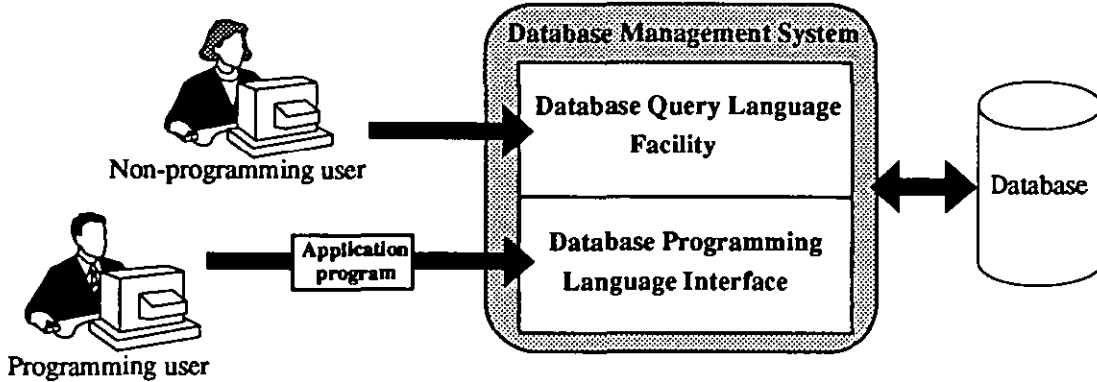 Database Management System
Database Query Language
Facility
Non-programming user
Database
Application
program
Database Programming
Language Interface
Programming user